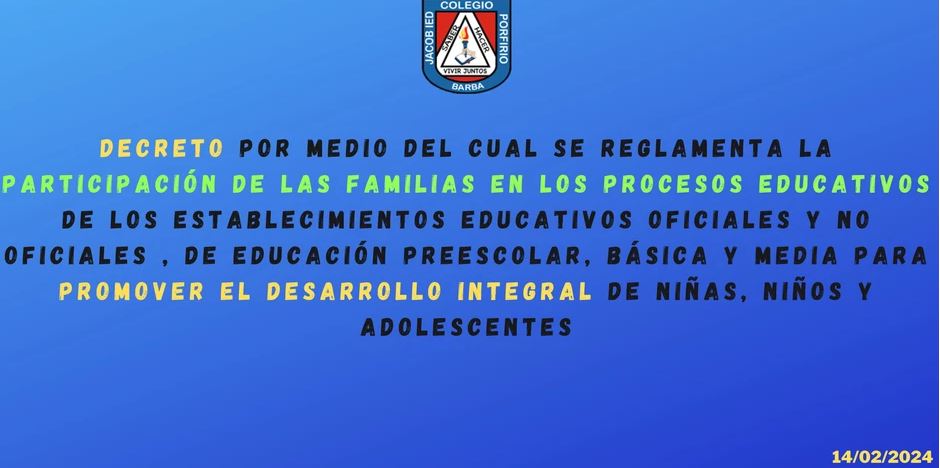 COLEGIO
JACOB IED
PORFIRIO
SABER
HACER
VIVIR JUNTOS
BARBA
DECRETO POR MEDIO DEL CUAL SE REGLAMENTA LA
PARTICIPACIÓN DE LAS FAMILIAS EN LOS PROCESOS EDUCATIVOS
DE LOS ESTABLECIMIENTOS EDUCATIVOS OFICIALES Y NO
OFICIALES , DE EDUCACIÓN PREESCOLAR, BÁSICA Y MEDIA PARA
PROMOVER EL DESARROLLO INTEGRAL DE NIÑAS, NIÑOS Y
ADOLESCENTES
14/02/2024